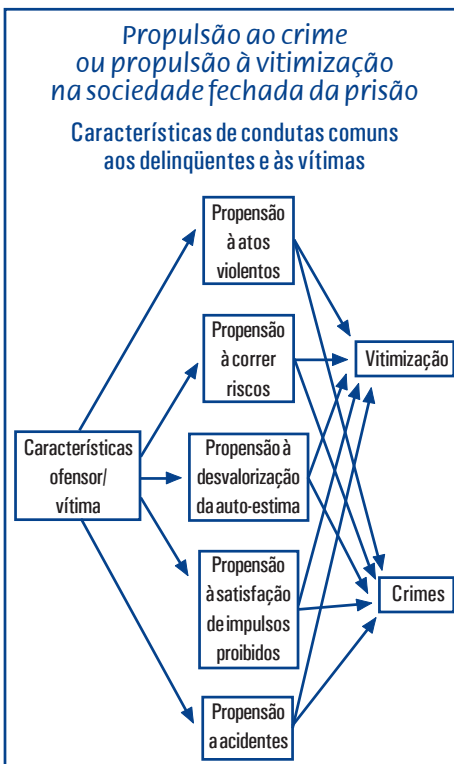 Propulsão ao crime
ou propulsão à vitimização
na sociedade fechada da prisão
Características de condutas comuns
aos delinqüentes e às vítimas
Propensão
à atos
violentos
Propensão
à correr
riscos
Vitimização
Características
ofensor/
vítima
Propensão à
desvalorização
da auto-estima
Propensão
à satisfação
de impulsos
proibidos
Crimes
Propensão
a acidentes